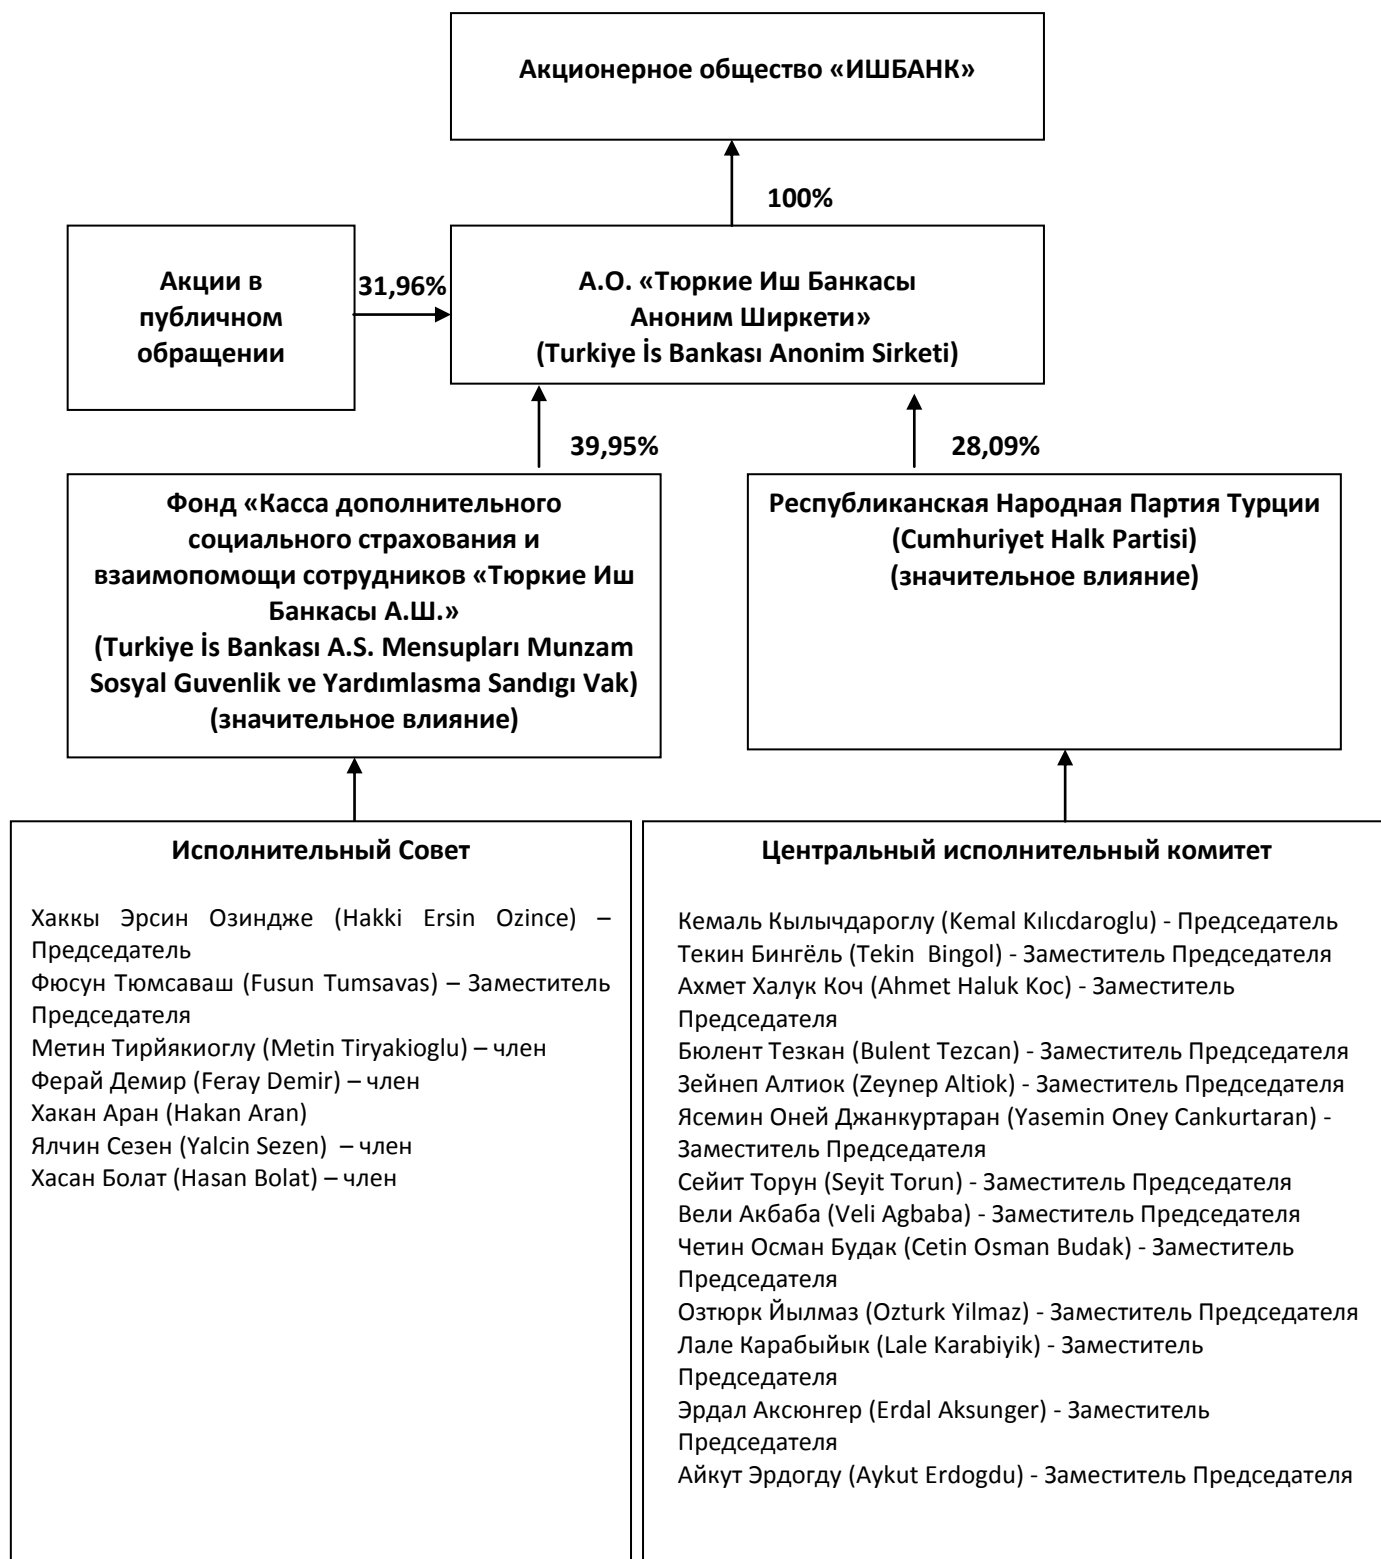 Акционерное общество «ИШБАНК»
100%
Акции в
публичном
обращении
31,96%
А.О. «Тюркие Иш Банкасы
Аноним Ширкети»
(Turkiye İs Bankası Anonim Sirketi)
39,95%
28,09%
Фонд «Касса дополнительного
социального страхования и
взаимопомощи сотрудников «Тюркие Иш
Банкасы А.Ш.»
(Turkiye İs Bankası A.S. Mensupları Munzam
Sosyal Guvenlik ve Yardımlasma Sandıgı Vak)
(значительное влияние)
Республиканская Народная Партия Турции
(Cumhuriyet Halk Partisi)
(значительное влияние)
Исполнительный Совет
Хаккы Эрсин Озиндже (Hakki Ersin Ozince) –
Председатель
Фюсун Тюмсаваш (Fusun Tumsavas) – Заместитель
Председателя
Метин Тирйякиоглу (Metin Tiryakioglu) – член
Ферай Демир (Feray Demir) – член
Хакан Аран (Hakan Aran)
Ялчин Сезен (Yalcin Sezen) – член
Хасан Болат (Hasan Bolat) – член
Центральный исполнительный комитет
Кемаль Кылычдароглу (Kemal Kılıcdaroglu) - Председатель
Текин Бингёль (Tekin Bingol) - Заместитель Председателя
Ахмет Халук Коч (Ahmet Haluk Koc) - Заместитель
Председателя
Бюлент Тезкан (Bulent Tezcan) - Заместитель Председателя
Зейнеп Алтиок (Zeynep Altiok) - Заместитель Председателя
Ясемин Оней Джанкуртаран (Yasemin Oney Cankurtaran) -
Заместитель Председателя
Сейит Торун (Seyit Torun) - Заместитель Председателя
Вели Акбаба (Veli Agbaba) - Заместитель Председателя
Четин Осман Будак (Cetin Osman Budak) - Заместитель
Председателя
Озтюрк Йылмаз (Ozturk Yilmaz) - Заместитель Председателя
Лале Карабыйык (Lale Karabiyik) - Заместитель
Председателя
Эрдал Аксюнгер (Erdal Aksunger) - Заместитель
Председателя
Айкут Эрдогду (Aykut Erdogdu) - Заместитель Председателя